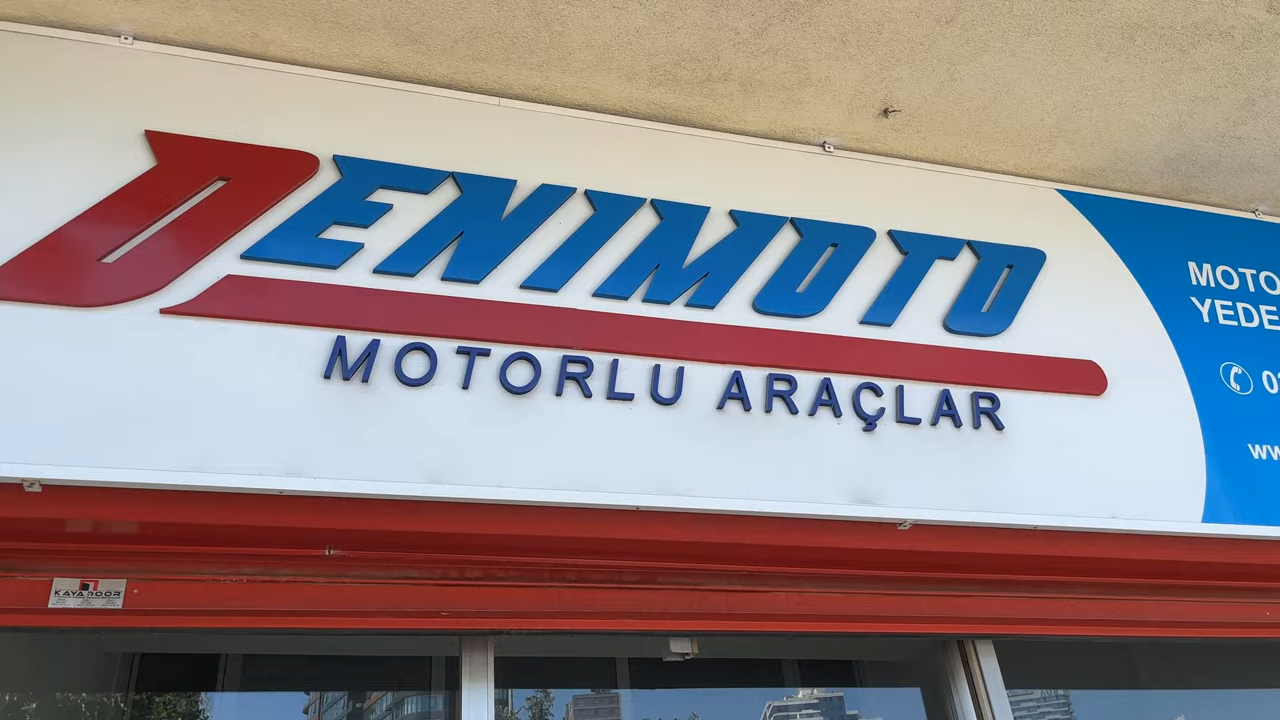 DENIMOTO
MOTORLU ARAÇLAR
MOTO
YEDE
KAYA DOOR